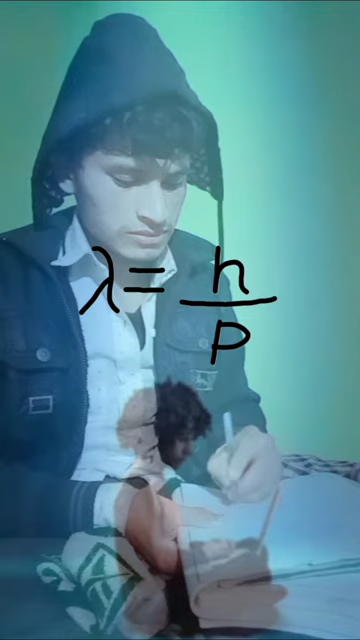 λ = h/p